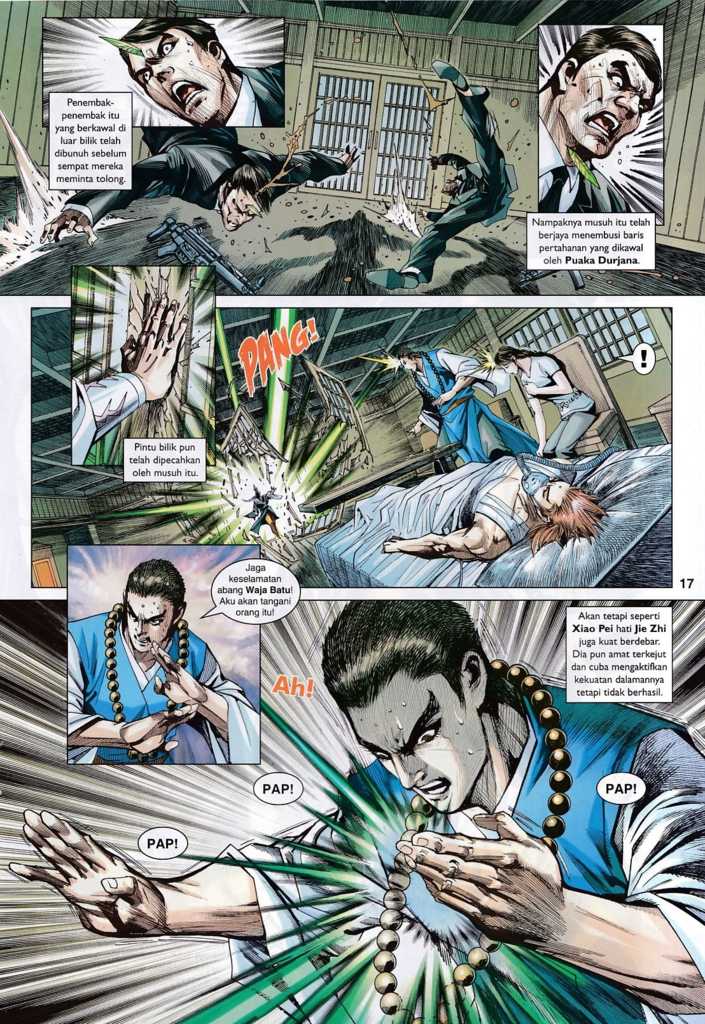 Penembak-
penembak itu
yang berkawal di
luar bilik telah
dibunuh sebelum
sempat mereka
meminta tolong.
Nampaknya musuh itu telah
berjaya menembusi baris
pertahanan yang dikawal
oleh Puaka Durjana.
PANG!
!
Pintu bilik pun
telah dipecahkan
oleh musuh itu.
17
Jaga
keselamatan
abang Waja Batu!
Aku akan tangani
orang itu!
Akan tetapi seperti
Xiao Pei hati Jie Zhi
juga kuat berdebar.
Dia pun amat terkejut
dan cuba mengaktifkan
kekuatan dalamannya
tetapi tidak berhasil.
Ah!
PAP!
PAP!
PAP!